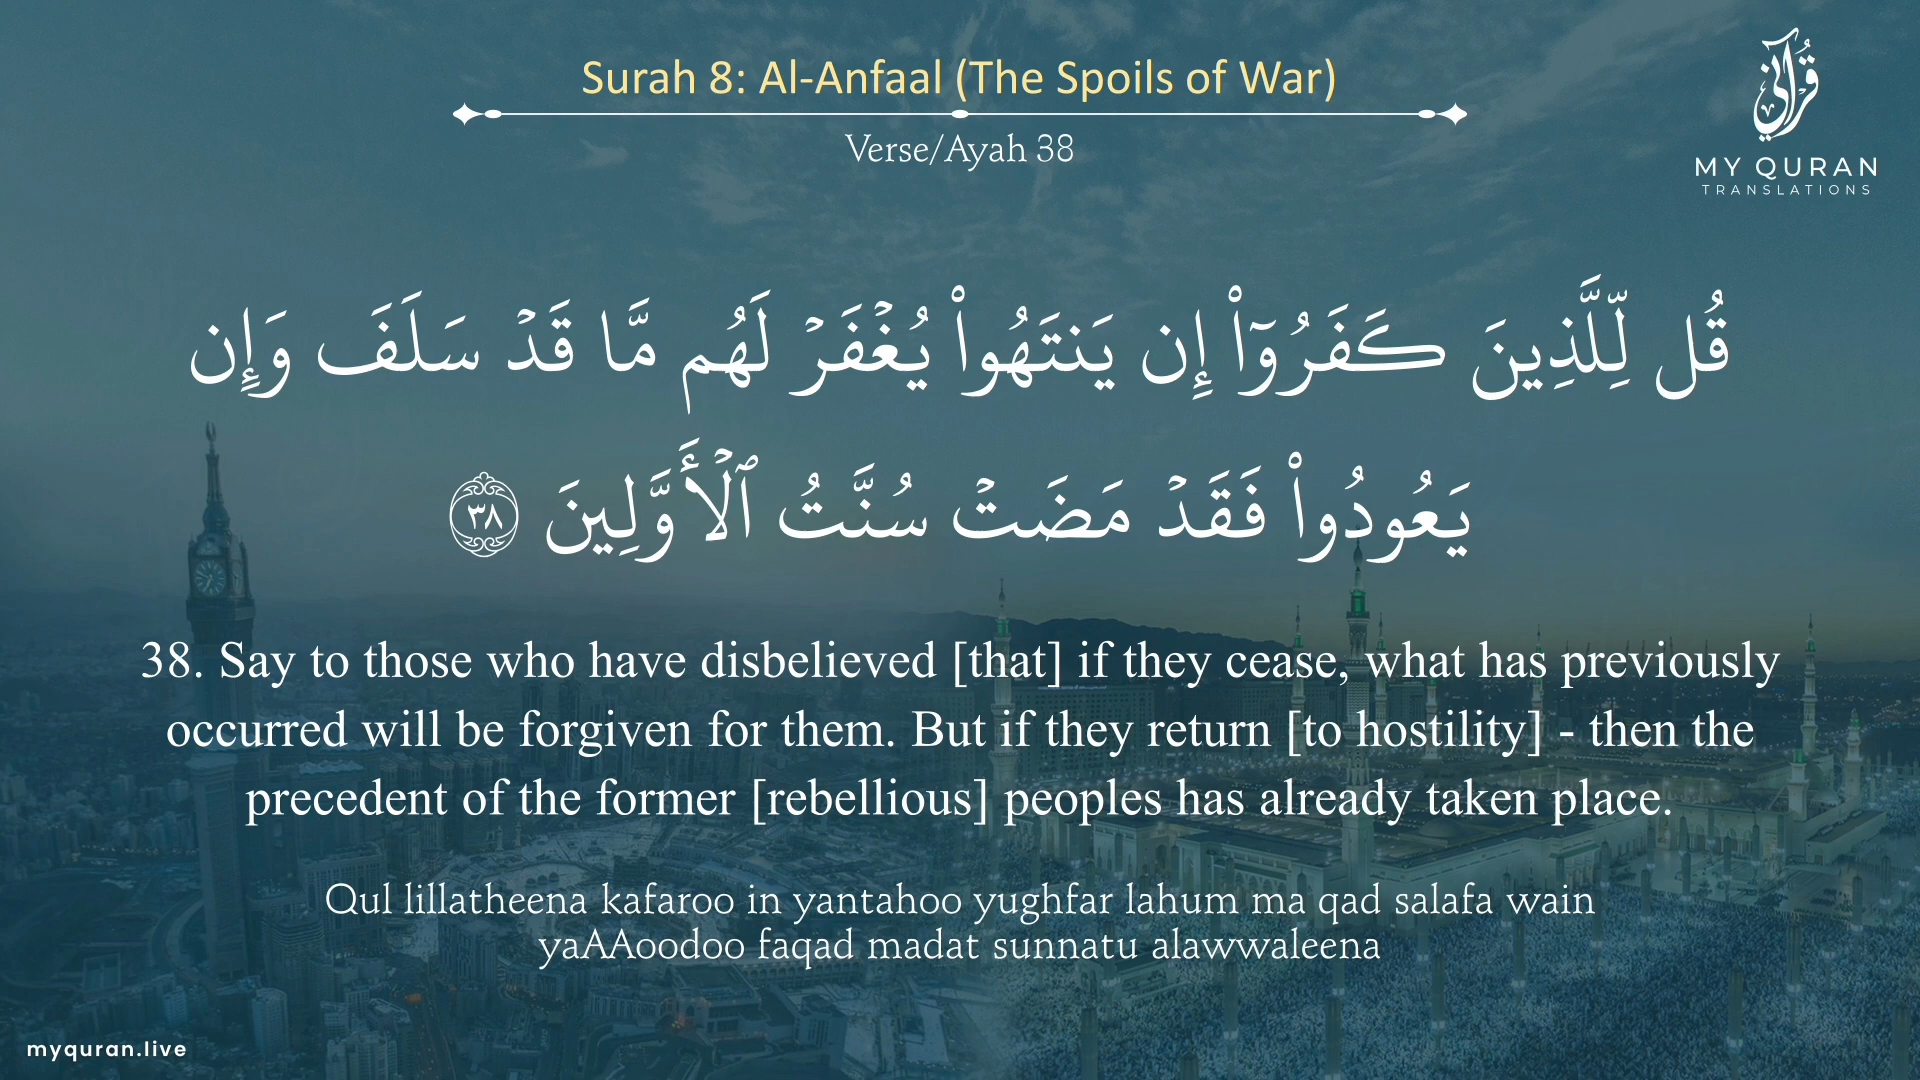 Surah 8: Al-Anfaal (The Spoils of War)
Verse/Ayah 38
قرآني
MY QURAN
TRANSLATIONS
قُل لِّلَّذِينَ كَفَرُوٓا۟ إِن يَنتَهُوا۟ يُغْفَرْ لَهُم مَّا قَدْ سَلَفَ وَإِن
يَعُودُوا۟ فَقَدْ مَضَتْ سُنَّتُ ٱلْأَوَّلِينَ ٣٨
38. Say to those who have disbelieved [that] if they cease, what has previously
occurred will be forgiven for them. But if they return [to hostility] - then the
precedent of the former [rebellious] peoples has already taken place.
Qul lillatheena kafaroo in yantahoo yughfar lahum ma qad salafa wain
yaAAoodoo faqad madat sunnatu alawwaleena
myquran.live